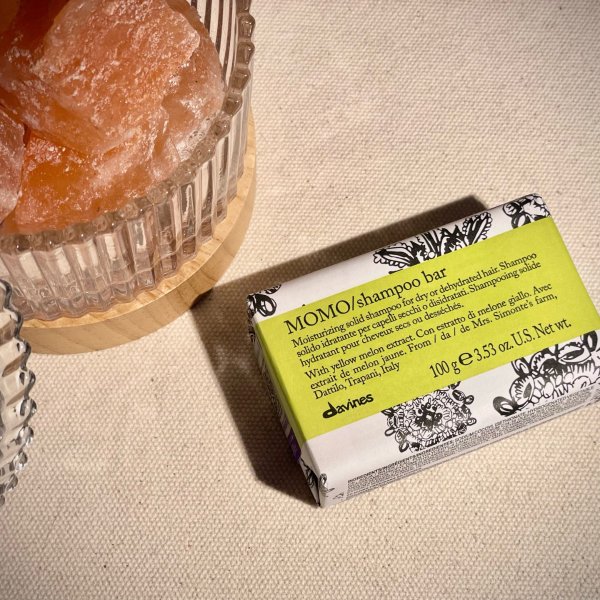 MOMO/shampoo bar
Moisturizing solid shampoo for dry or dehydrated hair. Shampoo
solido idratante per capelli secchi o disidratati. Shampooing solide
hydratant pour cheveux secs ou desséchés.
With yellow melon extract. Con estratto di melone giallo. Avec
extrait de melon jaune. From / da / de Mrs. Simonte's farm,
Dattilo, Trapani, Italy
100 g e 3.53 oz. U.S. Net wt.
davines